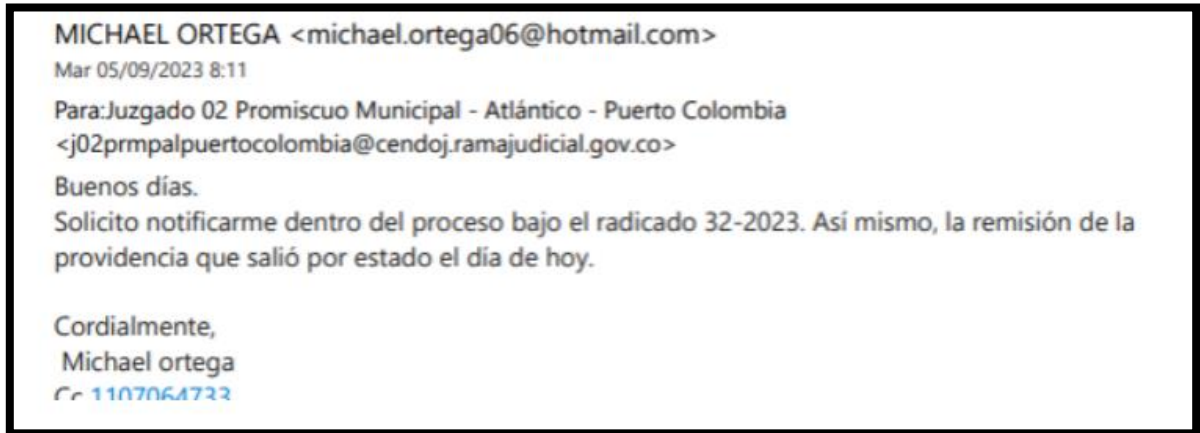 MICHAEL ORTEGA <michael.ortega06@hotmail.com>
Mar 05/09/2023 8:11
Para:Juzgado 02 Promiscuo Municipal - Atlántico - Puerto Colombia
<j02prmpalpuertocolombia@cendoj.ramajudicial.gov.co>
Buenos días.
Solicito notificarme dentro del proceso bajo el radicado 32-2023. Así mismo, la remisión de la
providencia que salió por estado el día de hoy.
Cordialmente,
Michael ortega
Cc 1107064733